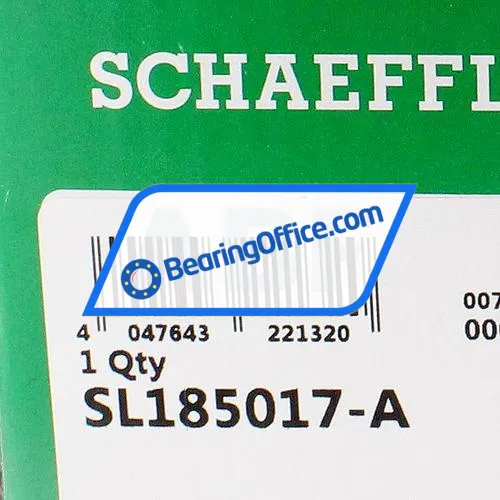 SCHAEFFL
BearingOffice.com
4 047643 221320
007
000
1 Qty
SL185017-A